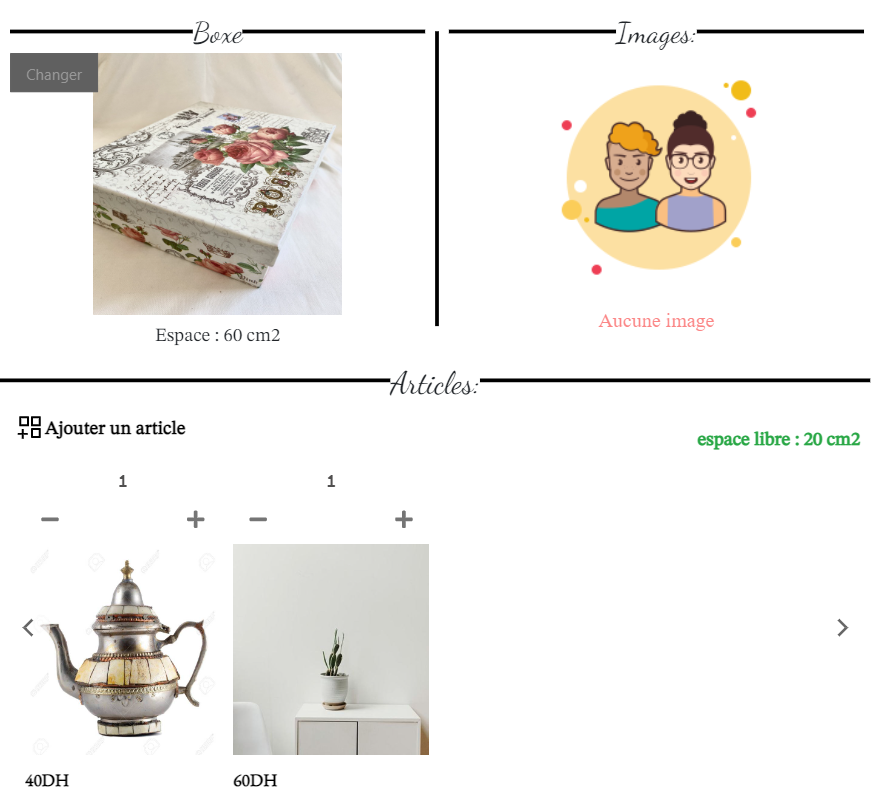 Boxe
Changer
ROSE
Espace : 60 cm2
Images:
Aucune image
Articles:
Ajouter un article
espace libre : 20 cm2
1
1
40DH
60DH